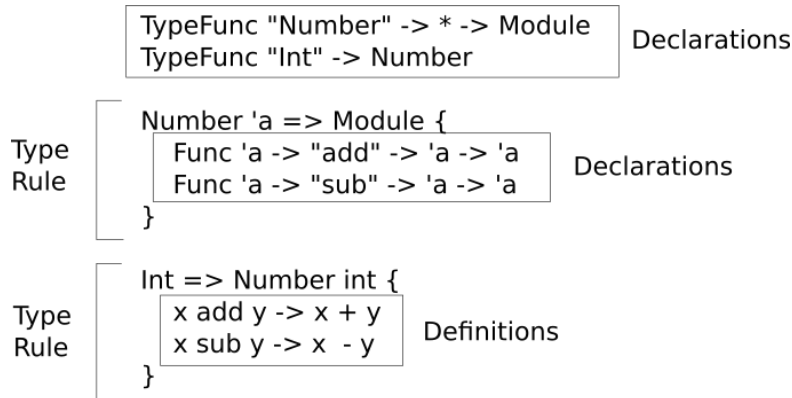 TypeFunc "Number" -> * -> Module
TypeFunc "Int" -> Number
Declarations
Type
Rule
Number 'a => Module {
Func 'a -> "add" -> 'a -> 'a
Func 'a -> "sub" -> 'a -> 'a
}
Declarations
Type
Rule
Int => Number int {
x add y -> x + y
x sub y -> x - y
}
Definitions